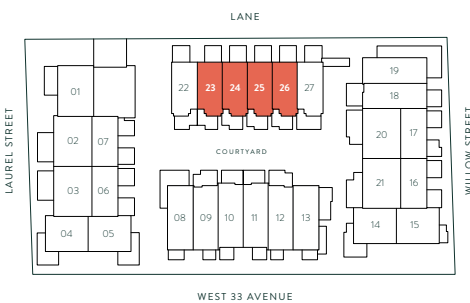 LANE
19
22 23 24 25 26 27
01
18
LAUREL STREET
02 07
20 17
COURTYARD
WILLOW STREET
03 06
21 16
08 09 10 11 12 13
04 05
14 15
WEST 33 AVENUE